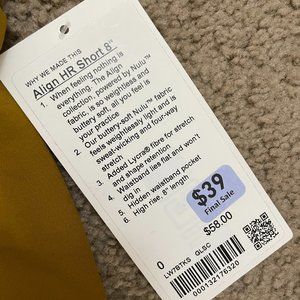 WHY WE MADE THIS
Align HR Short 8"
1. When feeling nothing is
everything. The Align
collection, powered by Nulu™
fabric, is so weightless and
buttery soft, all you feel is
your practice
2. Our buttery-soft Nulu™ fabric
feels weightlessly light and is
sweat-wicking and four-way
stretch
3. Added Lycra® fibre for stretch
and shape retention
4. Waistband lies flat and won't
dig in
5. Hidden waistband pocket
6. High rise, 8" length
$39
Final Sale
0
$58.00
LW7BTKS GLSC
000132176320